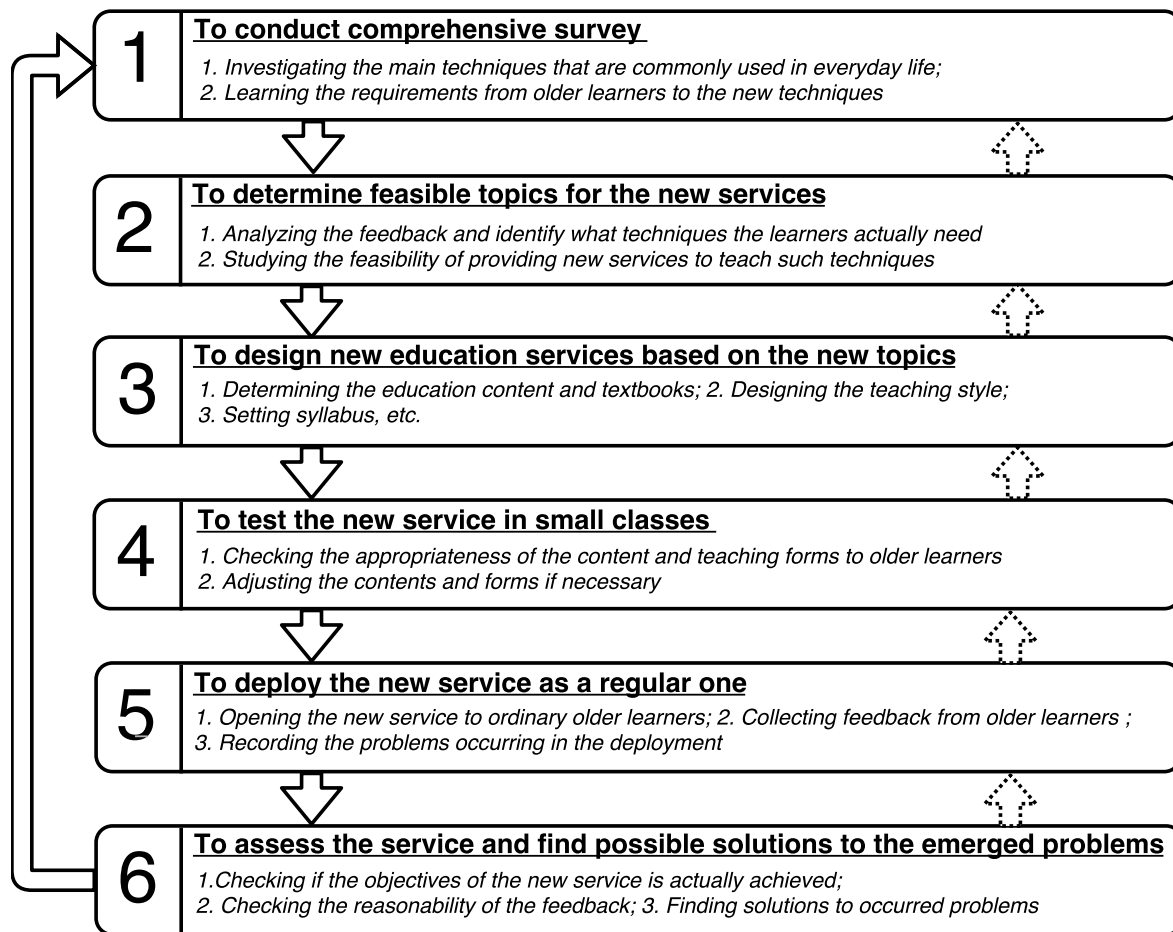 1
To conduct comprehensive survey
1. Investigating the main techniques that are commonly used in everyday life;
2. Learning the requirements from older learners to the new techniques
2
To determine feasible topics for the new services
1. Analyzing the feedback and identify what techniques the learners actually need
2. Studying the feasibility of providing new services to teach such techniques
3
To design new education services based on the new topics
1. Determining the education content and textbooks; 2. Designing the teaching style;
3. Setting syllabus, etc.
4
To test the new service in small classes
1. Checking the appropriateness of the content and teaching forms to older learners
2. Adjusting the contents and forms if necessary
5
To deploy the new service as a regular one
1. Opening the new service to ordinary older learners; 2. Collecting feedback from older learners ;
3. Recording the problems occurring in the deployment
6
To assess the service and find possible solutions to the emerged problems
1.Checking if the objectives of the new service is actually achieved;
2. Checking the reasonability of the feedback; 3. Finding solutions to occurred problems